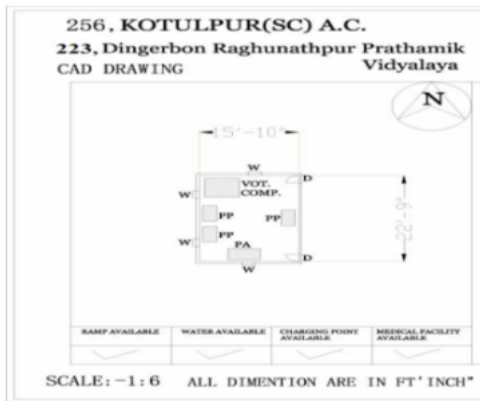 256, KOTULPUR(SC) A.C.
223, Dingerbon Raghunathpur Prathamik
CAD DRAWING Vidyalaya
N
15'-10"
W
D
VOT.
COMP.
W
PP
PP
22'-9"
PP
W
PA
D
W
RAMP AVAILABLE WATER AVAILABLE CHARGING POINT AVAILABLE MEDICAL FACILITY AVAILABLE
SCALE:-1:6 ALL DIMENTION ARE IN FT'INCH"